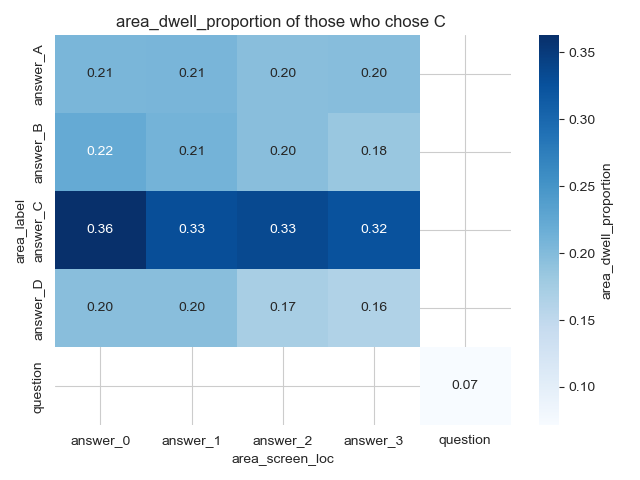 area_dwell_proportion of those who chose C
answer_A
0.21 0.21 0.20 0.20
answer_B
0.22 0.21 0.20 0.18
answer_C
0.36 0.33 0.33 0.32
answer_D
0.20 0.20 0.17 0.16
question
0.07
area_label
answer_0 answer_1 answer_2 answer_3 question
area_screen_loc
0.35
0.30
0.25
0.20
0.15
0.10
area_dwell_proportion